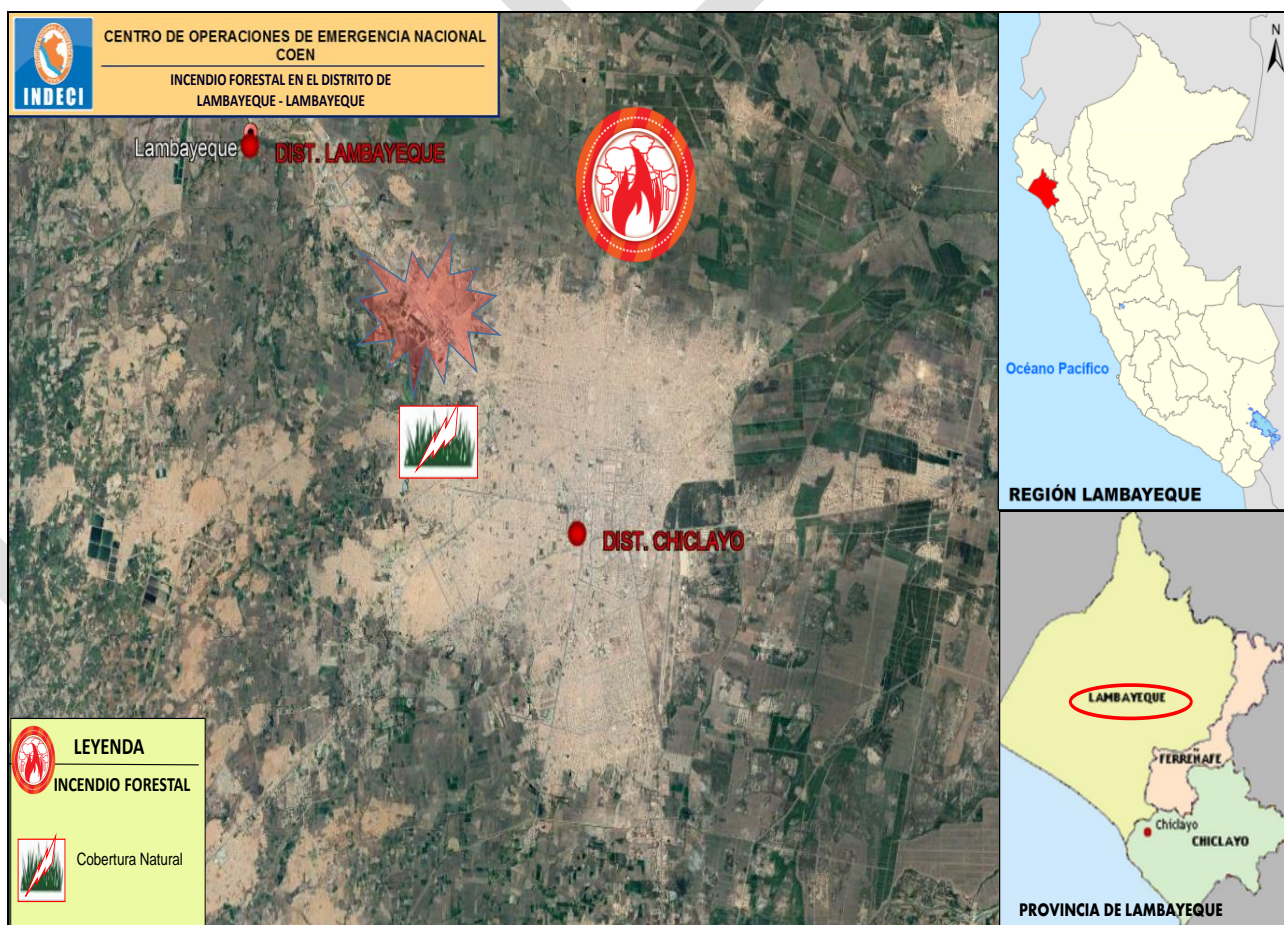 INDECI
CENTRO DE OPERACIONES DE EMERGENCIA NACIONAL
COEN
INCENDIO FORESTAL EN EL DISTRITO DE
LAMBAYEQUE - LAMBAYEQUE
Lambayeque
DIST. LAMBAYEQUE
DIST. CHICLAYO
LEYENDA
INCENDIO FORESTAL
Cobertura Natural
N
Océano Pacífico
REGIÓN LAMBAYEQUE
LAMBAYEQUE
FERREÑAFE
Chiclayo
CHICLAYO
PROVINCIA DE LAMBAYEQUE